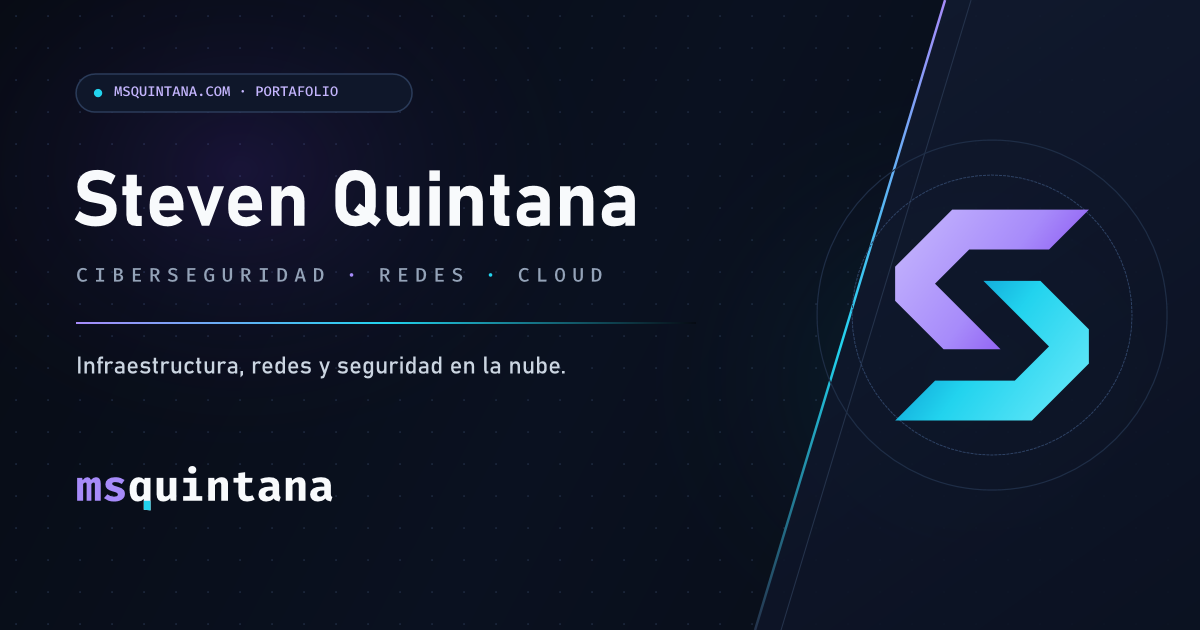 MSQUINTANA.COM · PORTAFOLIO
Steven Quintana
CIBERSEGURIDAD · REDES · CLOUD
Infraestructura, redes y seguridad en la nube.
msquintana